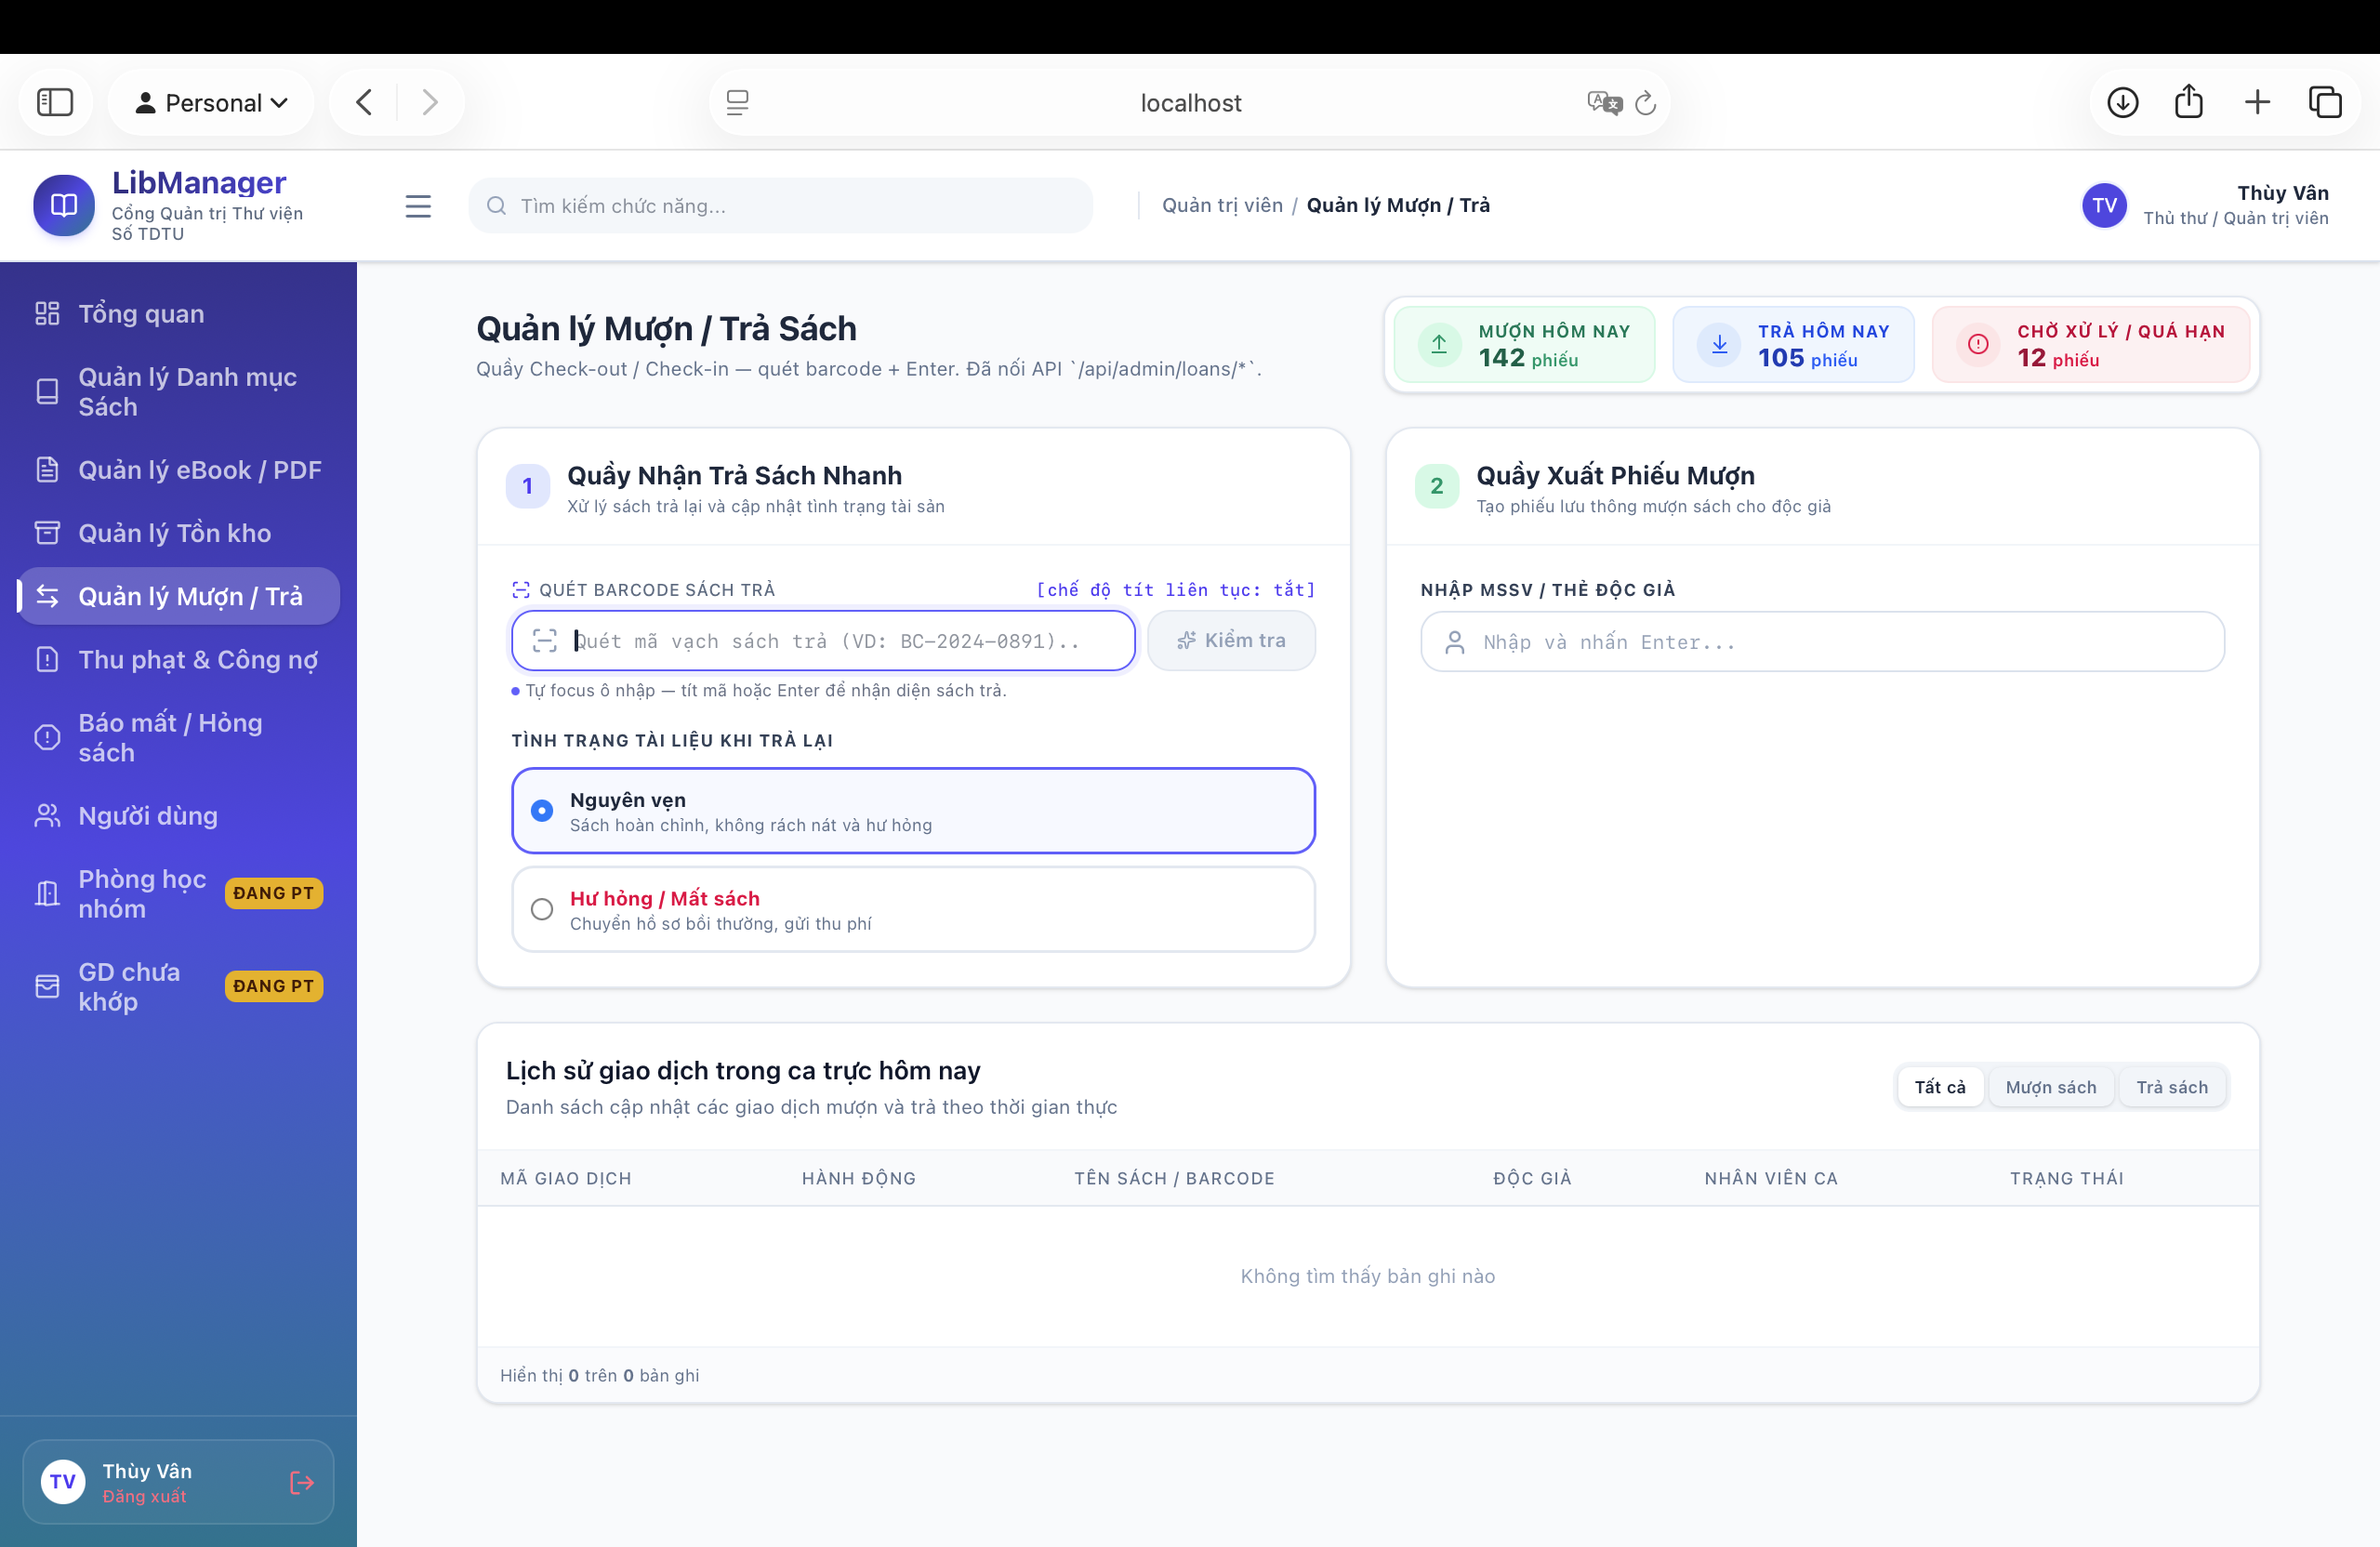 Personal
localhost
LibManager
Cổng Quản trị Thư viện
Số TDTU
Tìm kiếm chức năng...
Quản trị viên / Quản lý Mượn / Trả
TV
Thùy Vân
Thủ thư / Quản trị viên
Tổng quan
Quản lý Danh mục
Sách
Quản lý eBook / PDF
Quản lý Tồn kho
Quản lý Mượn / Trả
Thu phạt & Công nợ
Báo mất / Hỏng
sách
Người dùng
Phòng học
nhóm
ĐANG PT
GD chưa
khớp
ĐANG PT
TV
Thùy Vân
Đăng xuất
Quản lý Mượn / Trả Sách
Quầy Check-out / Check-in — quét barcode + Enter. Đã nối API `/api/admin/loans/*`.
MƯỢN HÔM NAY
142 phiếu
TRẢ HÔM NAY
105 phiếu
CHỜ XỬ LÝ / QUÁ HẠN
12 phiếu
1
Quầy Nhận Trả Sách Nhanh
Xử lý sách trả lại và cập nhật tình trạng tài sản
QUÉT BARCODE SÁCH TRẢ
[chế độ tít liên tục: tắt]
Quét mã vạch sách trả (VD: BC-2024-0891)..
Kiểm tra
Tự focus ô nhập — tít mã hoặc Enter để nhận diện sách trả.
TÌNH TRẠNG TÀI LIỆU KHI TRẢ LẠI
Nguyên vẹn
Sách hoàn chỉnh, không rách nát và hư hỏng
Hư hỏng / Mất sách
Chuyển hồ sơ bồi thường, gửi thu phí
2
Quầy Xuất Phiếu Mượn
Tạo phiếu lưu thông mượn sách cho độc giả
NHẬP MSSV / THẺ ĐỘC GIẢ
Nhập và nhấn Enter...
Lịch sử giao dịch trong ca trực hôm nay
Danh sách cập nhật các giao dịch mượn và trả theo thời gian thực
Tất cả
Mượn sách
Trả sách
MÃ GIAO DỊCH
HÀNH ĐỘNG
TÊN SÁCH / BARCODE
ĐỘC GIẢ
NHÂN VIÊN CA
TRẠNG THÁI
Không tìm thấy bản ghi nào
Hiển thị 0 trên 0 bản ghi